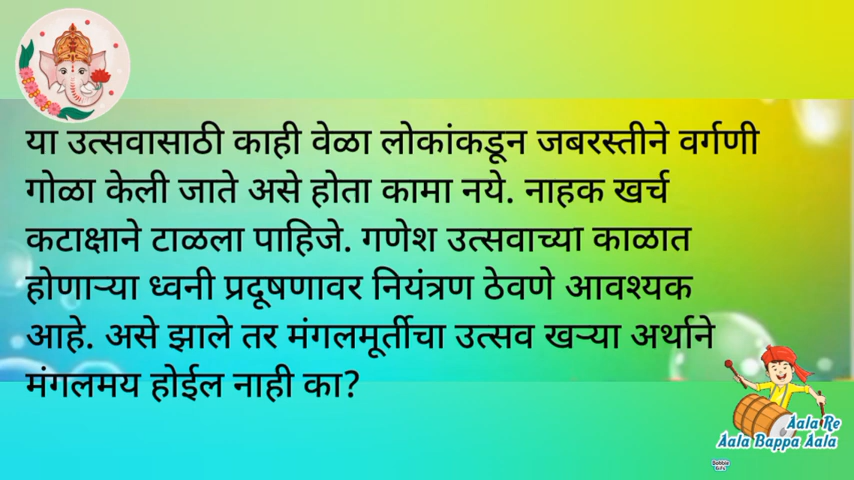 या उत्सवासाठी काही वेळा लोकांकडून जबरस्तीने वर्गणी
गोळा केली जाते असे होता कामा नये. नाहक खर्च
कटाक्षाने टाळला पाहिजे. गणेश उत्सवाच्या काळात
होणाऱ्या ध्वनी प्रदूषणावर नियंत्रण ठेवणे आवश्यक
आहे. असे झाले तर मंगलमूर्तीचा उत्सव खऱ्या अर्थाने
मंगलमय होईल नाही का?
Aala Re
Aala Bappa Aala